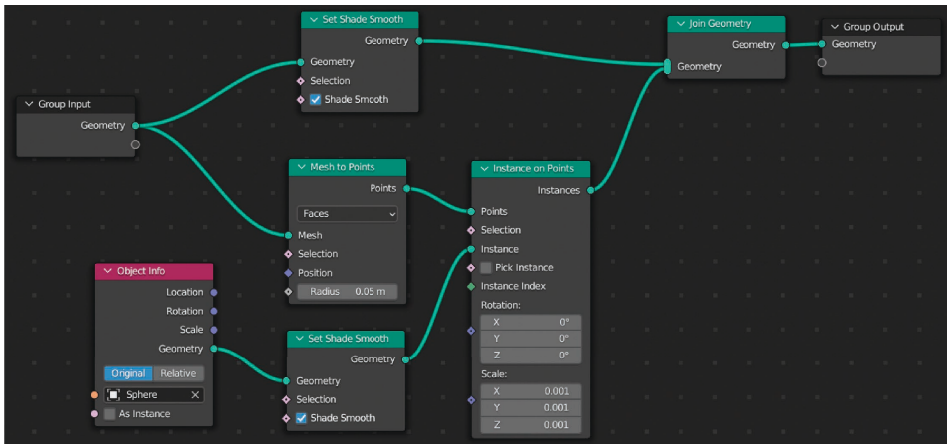 Set Shade Smooth
Geometry
Geometry
Selection
Shade Smooth
Join Geometry
Geometry
Geometry
Group Output
Geometry
Group Input
Geometry
Mesh to Points
Points
Faces
Mesh
Selection
Position
Radius 0.05 m
Instance on Points
Instances
Points
Selection
Instance
Pick Instance
Instance Index
Rotation:
X 0°
Y 0°
Z 0°
Scale:
X 0.001
Y 0.001
Z 0.001
Object Info
Location
Rotation
Scale
Geometry
Original Relative
Sphere
As Instance
Set Shade Smooth
Geometry
Geometry
Selection
Shade Smooth